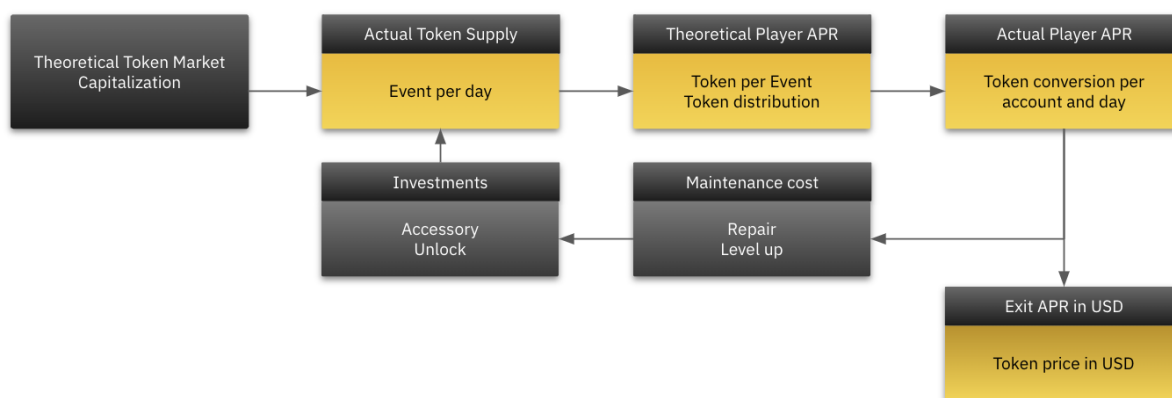 Theoretical Token Market
Capitalization
Actual Token Supply
Event per day
Theoretical Player APR
Token per Event
Token distribution
Actual Player APR
Token conversion per
account and day
Investments
Accessory
Unlock
Maintenance cost
Repair
Level up
Exit APR in USD
Token price in USD